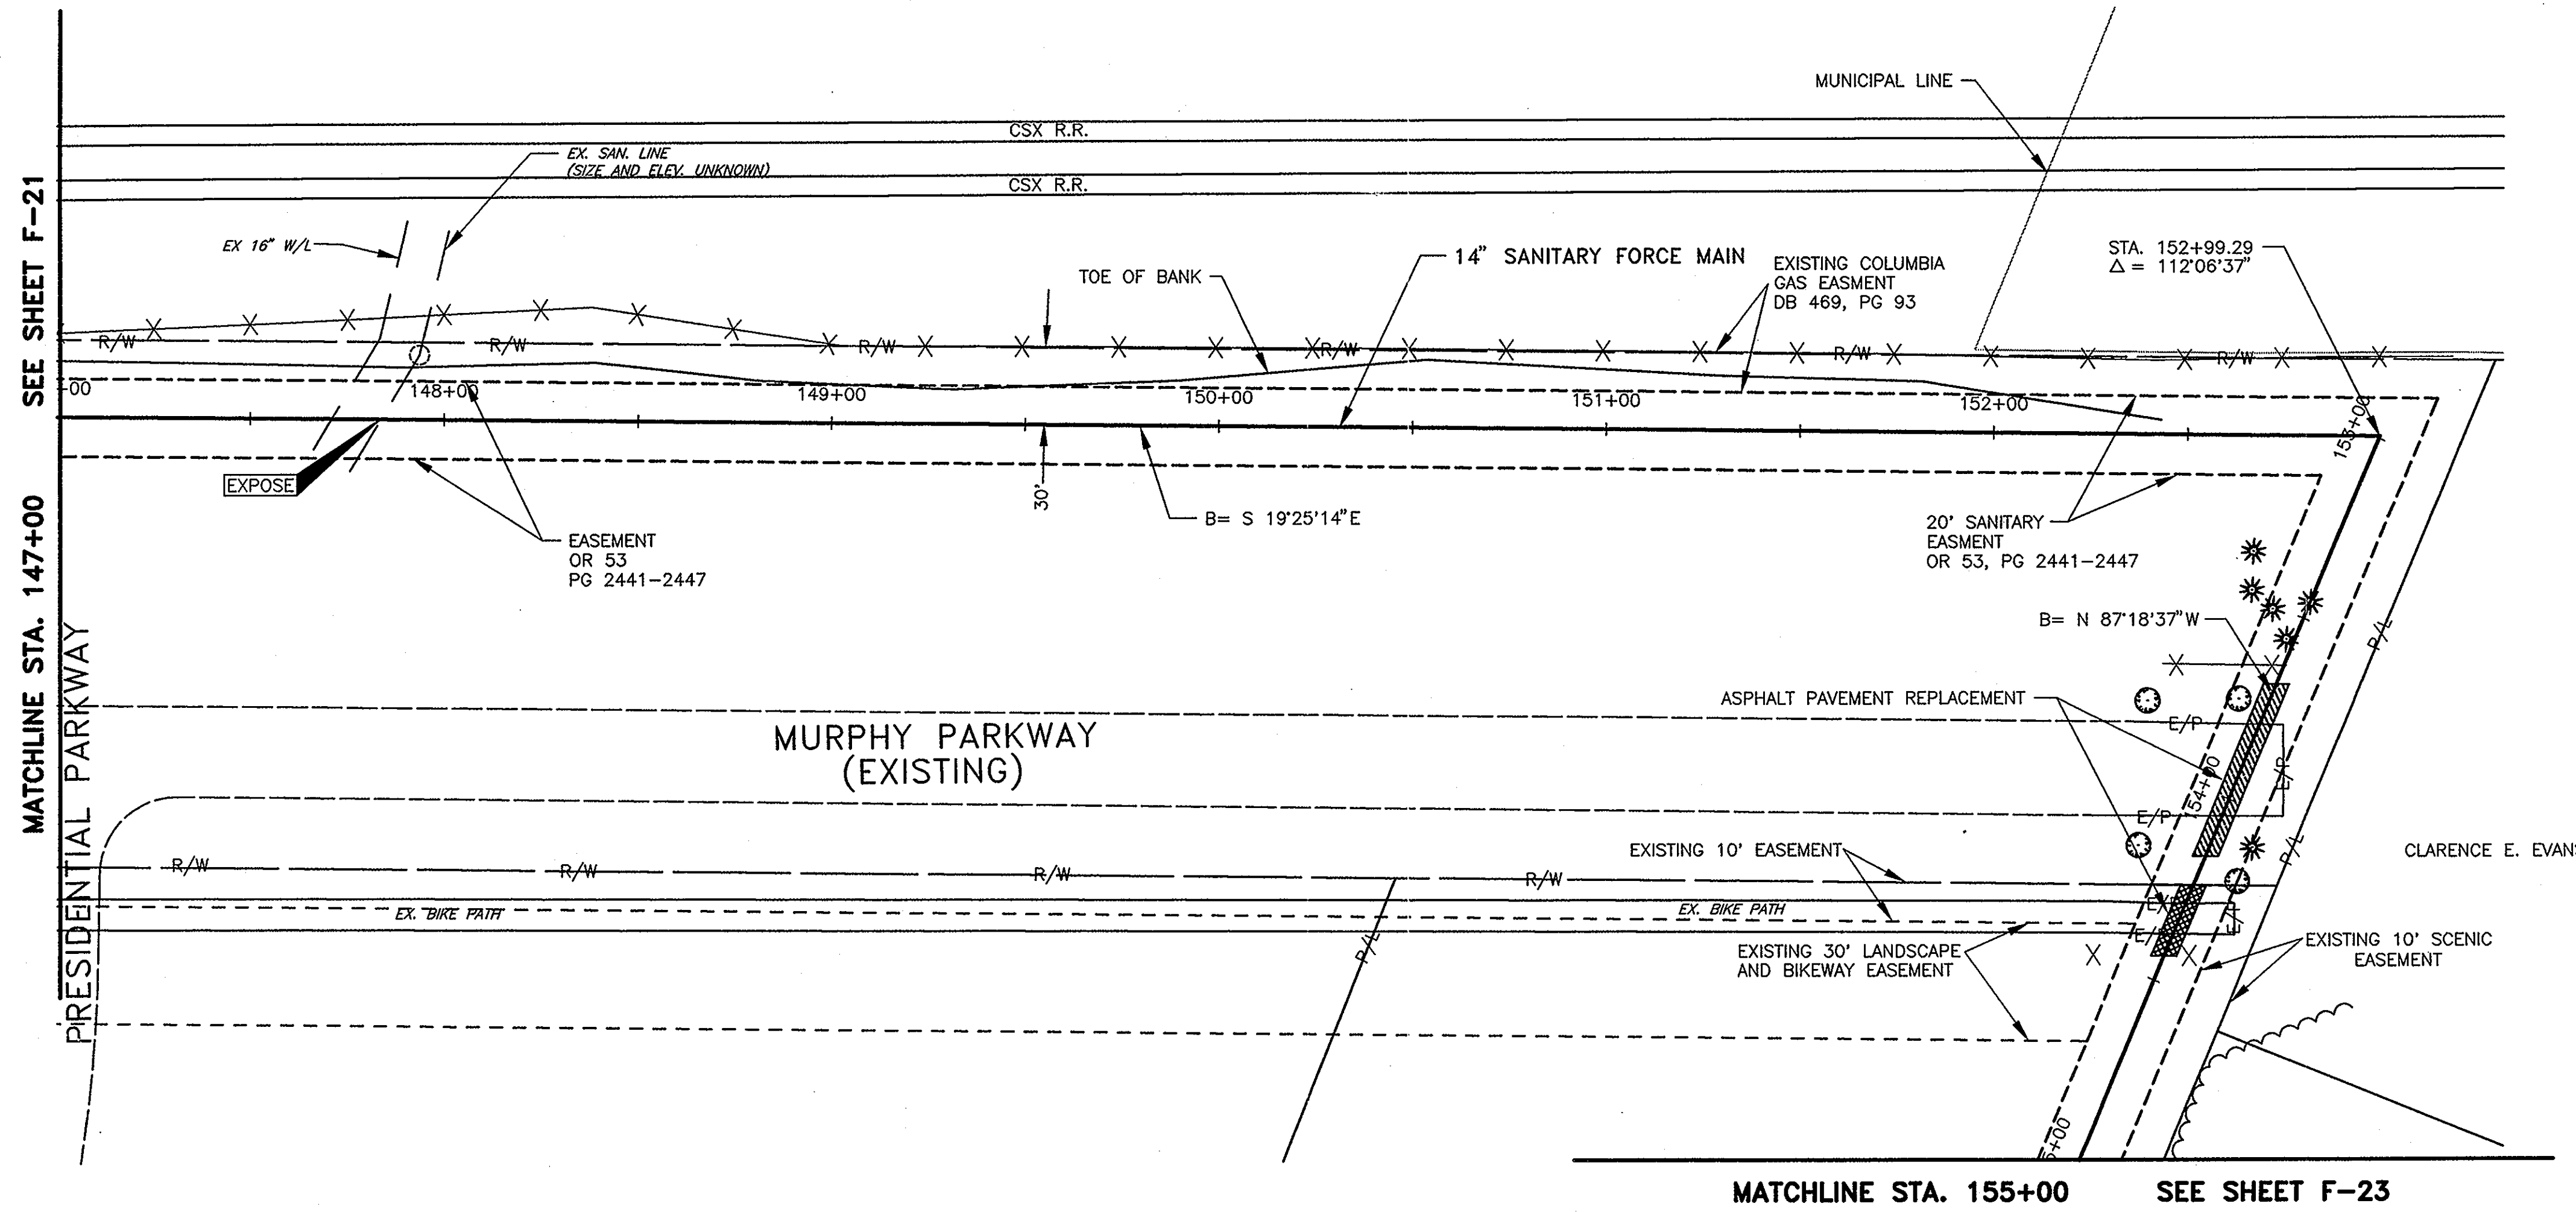 MUNICIPAL LINE
CSX R.R.
EX. SAN. LINE
(SIZE AND ELEV. UNKNOWN)
CSX R.R.
SEE SHEET F-21
EX 16" W/L
14" SANITARY FORCE MAIN
TOE OF BANK
EXISTING COLUMBIA
GAS EASMENT
DB 469, PG 93
STA. 152+99.29
Δ = 112°06'37"
R/W
R/W
R/W
R/W
R/W
R/W
-00
148+00
149+00
150+00
151+00
152+00
153+00
EXPOSE
30'
B= S 19°25'14"E
EASEMENT
OR 53
PG 2441-2447
20' SANITARY
EASMENT
OR 53, PG 2441-2447
MATCHLINE STA. 147+00
B= N 87°18'37"W
P/L
ASPHALT PAVEMENT REPLACEMENT
E/P
MURPHY PARKWAY
(EXISTING)
PRESIDENTIAL PARKWAY
E/P
154+00
E/P
EXISTING 10' EASEMENT
P/L
CLARENCE E. EVAN
R/W
R/W
R/W
R/W
EX. BIKE PATH
EX. BIKE PATH
P/L
EXISTING 30' LANDSCAPE
AND BIKEWAY EASEMENT
EXISTING 10' SCENIC
EASEMENT
5+00
MATCHLINE STA. 155+00 SEE SHEET F-23